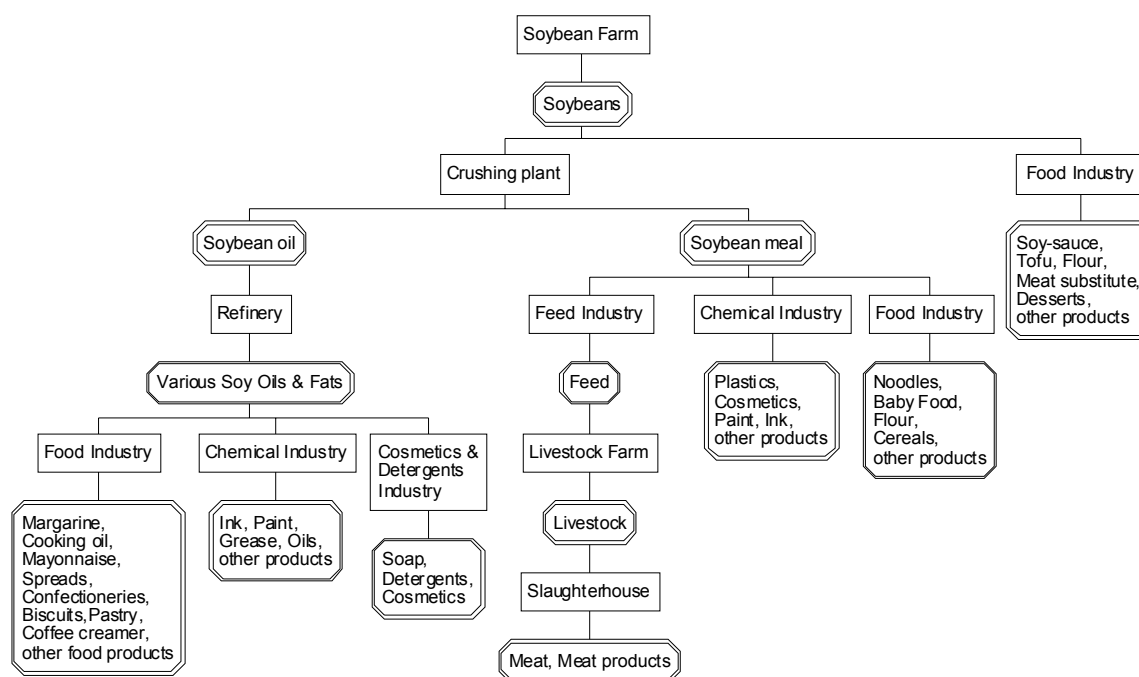 Soybean Farm
Soybeans
Crushing plant
Food Industry
Soybean oil
Soybean meal
Soy-sauce,
Tofu, Flour,
Meat substitute,
Desserts,
other products
Refinery
Feed Industry
Chemical Industry
Food Industry
Various Soy Oils & Fats
Feed
Plastics,
Cosmetics,
Paint, Ink,
other products
Noodles,
Baby Food,
Flour,
Cereals,
other products
Food Industry
Chemical Industry
Cosmetics &
Detergents
Industry
Livestock Farm
Margarine,
Cooking oil,
Mayonnaise,
Spreads,
Confectioneries,
Biscuits,Pastry,
Coffee creamer,
other food products
Ink, Paint,
Grease, Oils,
other products
Soap,
Detergents,
Cosmetics
Livestock
Slaughterhouse
Meat, Meat products